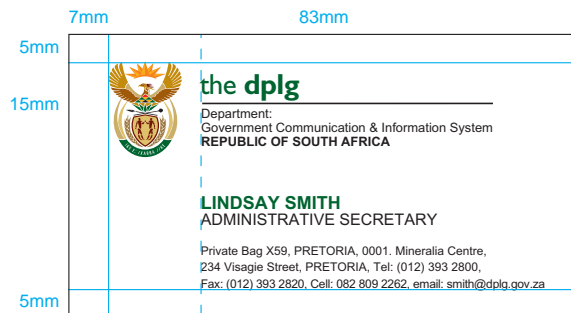 7mm
83mm
5mm
15mm
the dplg
Department:
Government Communication & Information System
REPUBLIC OF SOUTH AFRICA
LINDSAY SMITH
ADMINISTRATIVE SECRETARY
Private Bag X59, PRETORIA, 0001. Mineralia Centre,
234 Visagie Street, PRETORIA, Tel: (012) 393 2800,
Fax: (012) 393 2820, Cell: 082 809 2262, email: smith@dplg.gov.za
5mm